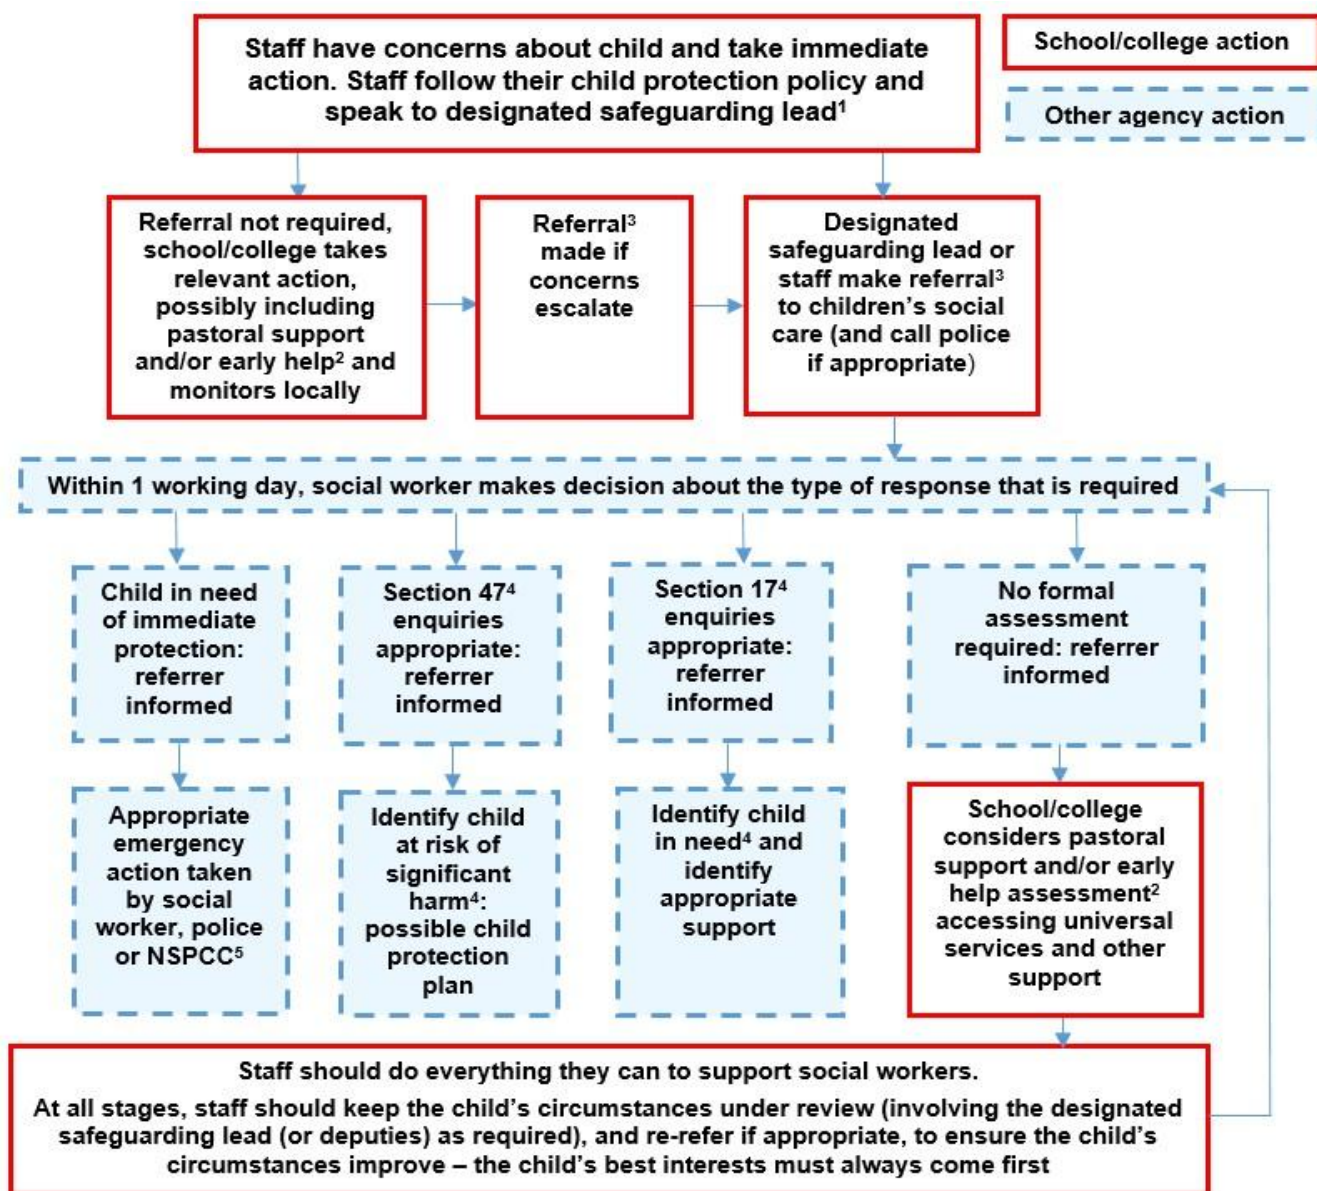 Staff have concerns about child and take immediate
action. Staff follow their child protection policy and
speak to designated safeguarding lead¹
School/college action
Other agency action
Referral not required,
school/college takes
relevant action,
possibly including
pastoral support
and/or early help² and
monitors locally
Referral³
made if
concerns
escalate
Designated
safeguarding lead or
staff make referral³
to children’s social
care (and call police
if appropriate)
Within 1 working day, social worker makes decision about the type of response that is required
Child in need
of immediate
protection:
referrer
informed
Section 47⁴
enquiries
appropriate:
referrer
informed
Section 17⁴
enquiries
appropriate:
referrer
informed
No formal
assessment
required: referrer
informed
Appropriate
emergency
action taken
by social
worker, police
or NSPCC⁵
Identify child
at risk of
significant
harm⁴:
possible child
protection
plan
Identify child
in need⁴ and
identify
appropriate
support
School/college
considers pastoral
support and/or early
help assessment²
accessing universal
services and other
support
Staff should do everything they can to support social workers.
At all stages, staff should keep the child’s circumstances under review (involving the designated
safeguarding lead (or deputies) as required), and re-refer if appropriate, to ensure the child’s
circumstances improve – the child’s best interests must always come first